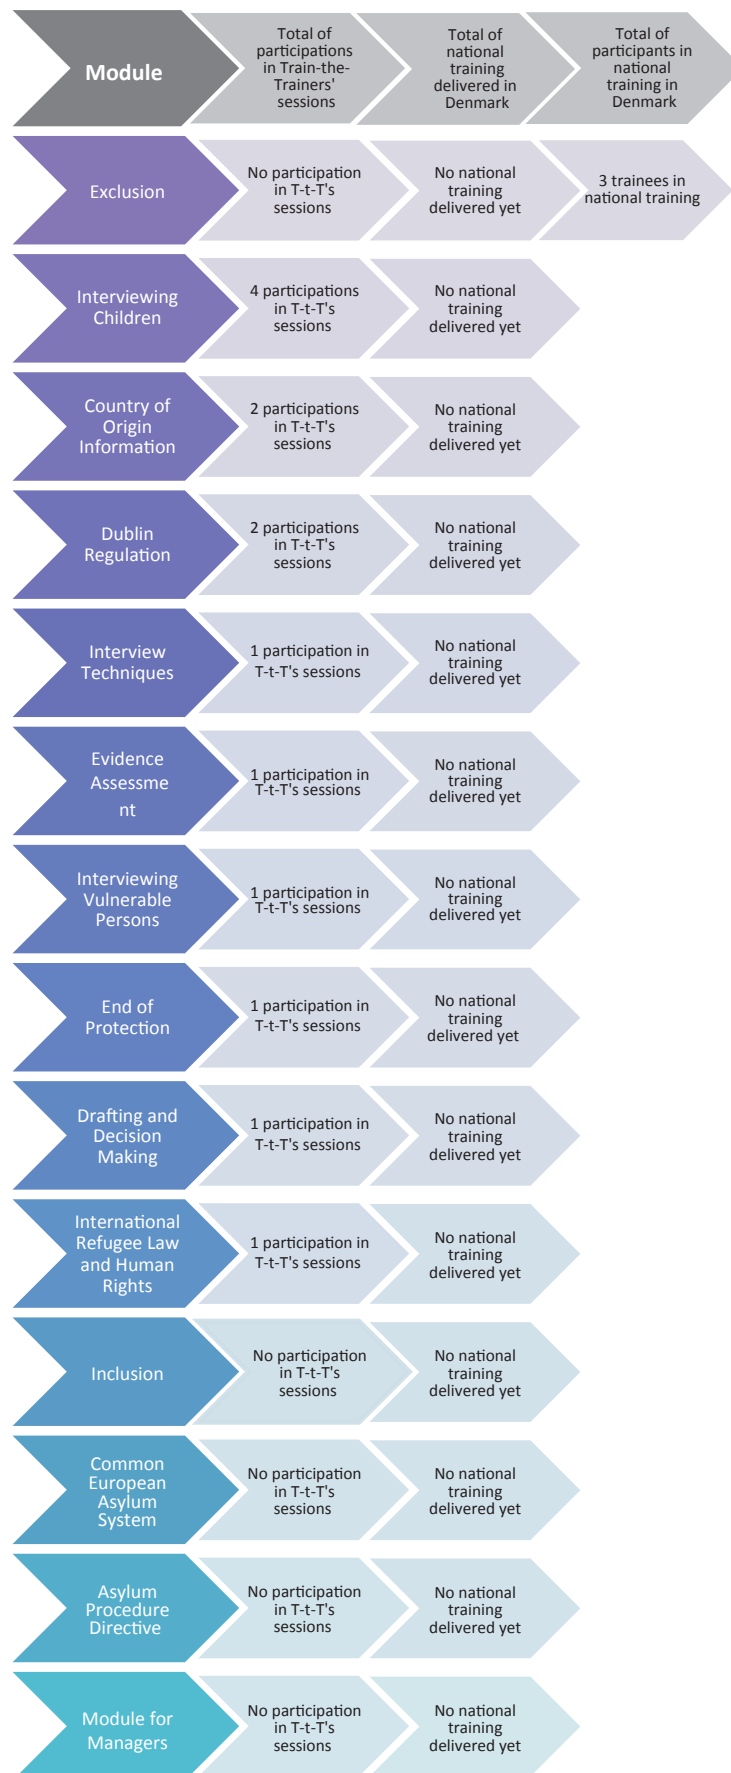 Module
Total of
participations
in Train-the-
Trainers'
sessions
Total of
national
training
delivered in
Denmark
Total of
participants in
national
training in
Denmark
Exclusion
No participation
in T-t-T's
sessions
No national
training
delivered yet
3 trainees in
national training
Interviewing
Children
4 participations
in T-t-T's
sessions
No national
training
delivered yet
Country of
Origin
Information
2 participations
in T-t-T's
sessions
No national
training
delivered yet
Dublin
Regulation
2 participations
in T-t-T's
sessions
No national
training
delivered yet
Interview
Techniques
1 participation in
T-t-T's sessions
No national
training
delivered yet
Evidence
Assessme
nt
1 participation in
T-t-T's sessions
No national
training
delivered yet
Interviewing
Vulnerable
Persons
1 participation in
T-t-T's sessions
No national
training
delivered yet
End of
Protection
1 participation in
T-t-T's sessions
No national
training
delivered yet
Drafting and
Decision
Making
1 participation in
T-t-T's sessions
No national
training
delivered yet
International
Refugee Law
and Human
Rights
1 participation in
T-t-T's sessions
No national
training
delivered yet
Inclusion
No participation
in T-t-T's
sessions
No national
training
delivered yet
Common
European
Asylum
System
No participation
in T-t-T's
sessions
No national
training
delivered yet
Asylum
Procedure
Directive
No participation
in T-t-T's
sessions
No national
training
delivered yet
Module for
Managers
No participation
in T-t-T's
sessions
No national
training
delivered yet